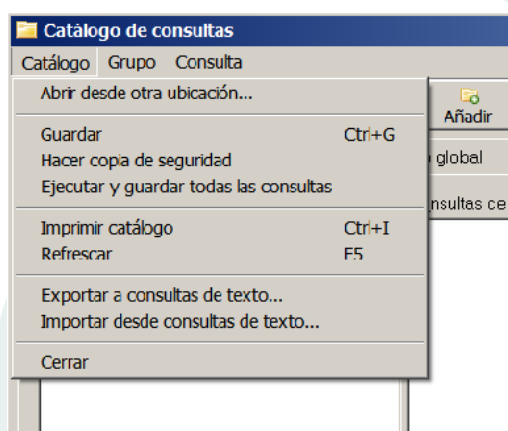 Catálogo de consultas
Catálogo Grupo Consulta
Abrir desde otra ubicación...
Añadir
Guardar Ctrl+G
global
Hacer copia de seguridad
Ejecutar y guardar todas las consultas
nsultas ce
Imprimir catálogo Ctrl+I
Refrescar F5
Exportar a consultas de texto...
Importar desde consultas de texto...
Cerrar